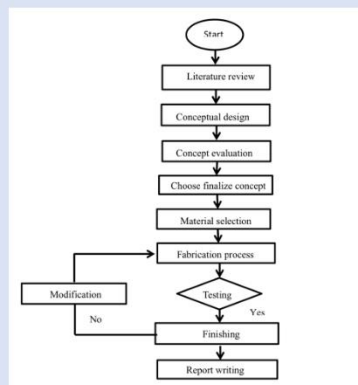 Start
Literature review
Conceptual design
Concept evaluation
Choose finalize concept
Material selection
Fabrication process
Modification
Testing
No
Yes
Finishing
Report writing